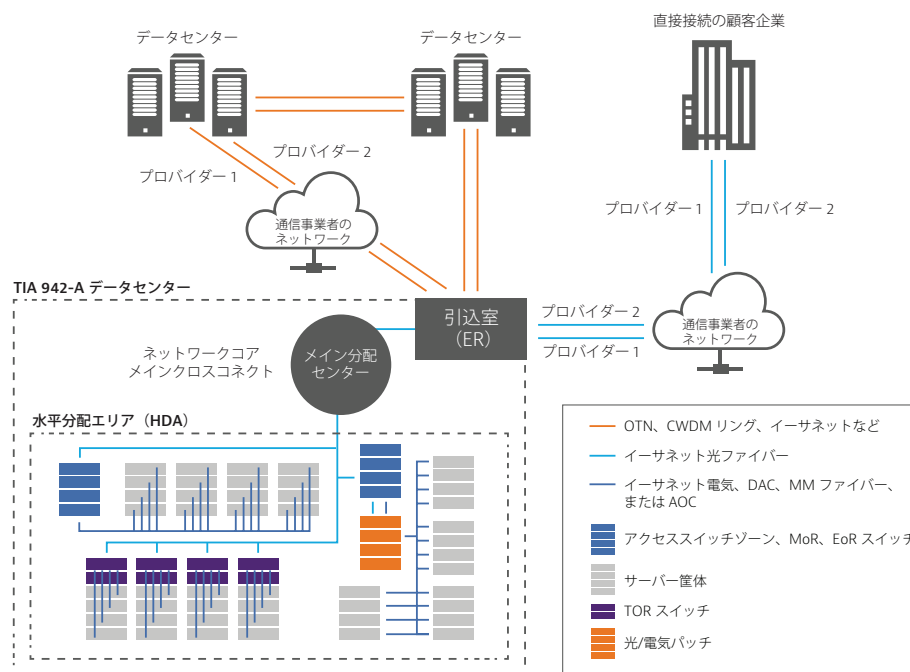 直接接続の顧客企業
データセンター
データセンター
プロバイダー 2
プロバイダー 1
プロバイダー 1
プロバイダー 2
通信事業者の
ネットワーク
TIA 942-A データセンター
引込室
（ER）
プロバイダー 2
プロバイダー 1
通信事業者の
ネットワーク
ネットワークコア
メインクロスコネクト
メイン分配
センター
水平分配エリア（HDA）
OTN、CWDM リング、イーサネットなど
イーサネット光ファイバー
イーサネット電気、DAC、MM ファイバー、
または AOC
アクセススイッチゾーン、MoR、EoR スイッチ
サーバー筐体
TOR スイッチ
光/電気パッチ